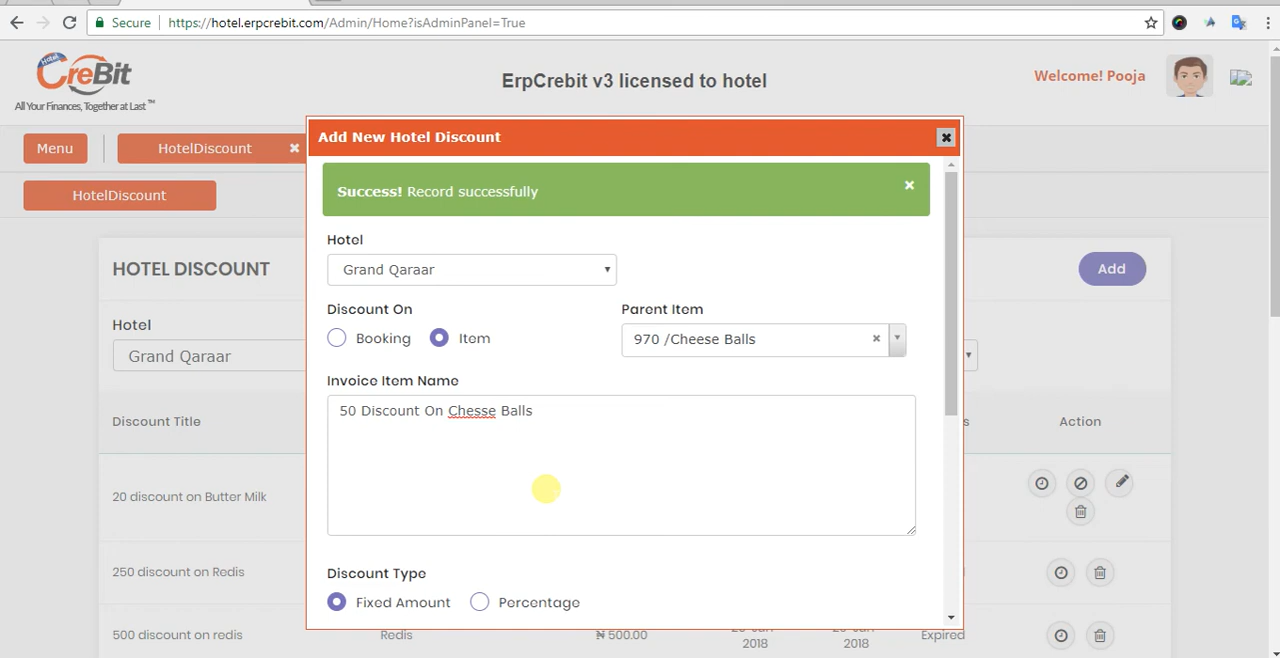 Secure | https://hotel.erpcrebit.com/Admin/Home?isAdminPanel=True
Hotel
CreBit
All Your Finances, Together at Last ™
ErpCrebit v3 licensed to hotel
Welcome! Pooja
Menu
HotelDiscount ×
HotelDiscount
Add New Hotel Discount
Success! Record successfully ×
Hotel
Grand Qaraar
Discount On
Booking
Item
Parent Item
970 /Cheese Balls ×
Invoice Item Name
50 Discount On Chesse Balls
Discount Type
Fixed Amount
Percentage
HOTEL DISCOUNT
Add
Hotel
Grand Qaraar
Discount Title
s
Action
20 discount on Butter Milk
250 discount on Redis
500 discount on redis
Redis
₦ 500.00
2018
2018
Expired